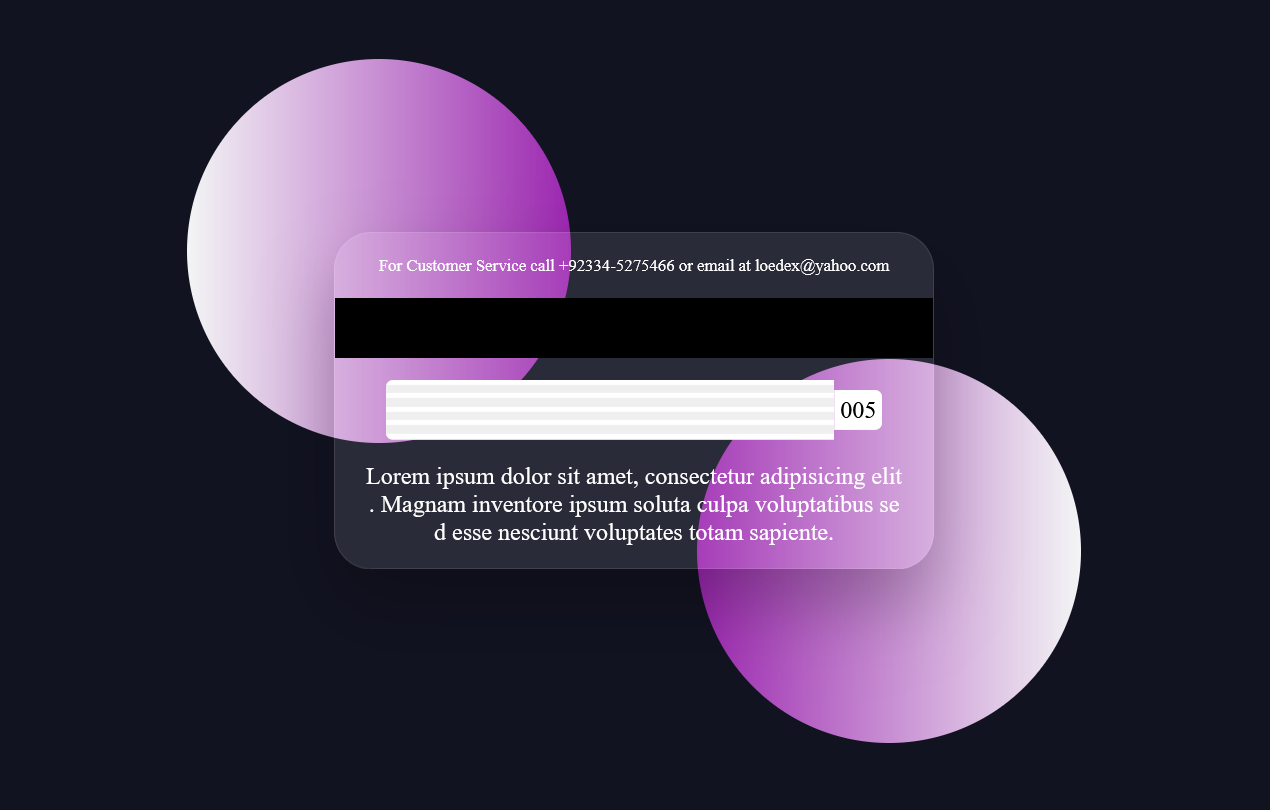 For Customer Service call +92334-5275466 or email at loedex@yahoo.com
005
Lorem ipsum dolor sit amet, consectetur adipisicing elit
. Magnam inventore ipsum soluta culpa voluptatibus se
d esse nesciunt voluptates totam sapiente.